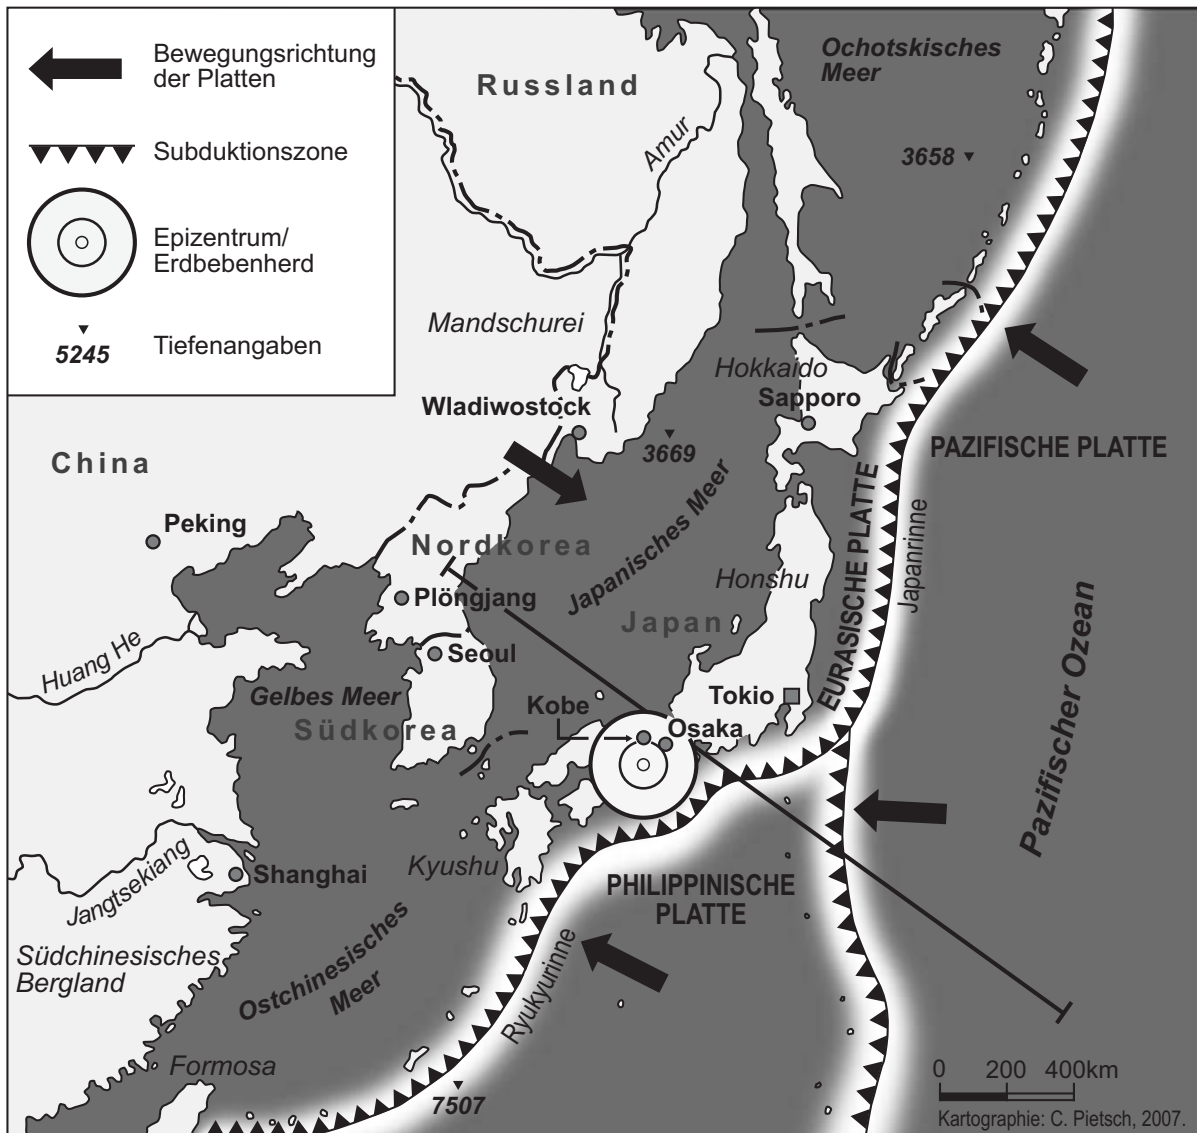 Bewegungsrichtung
der Platten
Subduktionszone
Epizentrum/
Erdbebenherd
5245
Tiefenangaben
Ochotskisches
Meer
Russland
Amur
3658
Mandschurei
Hokkaido
Sapporo
Wladiwostock
3669
China
PAZIFISCHE PLATTE
Peking
Nordkorea
Japanisches Meer
EURASISCHE PLATTE
Japanrinne
Honshu
Plöngjang
Japan
Huang He
Seoul
Gelbes Meer
Südkorea
Kobe
Tokio
Osaka
Pazifischer Ozean
Jangtsekiang
Shanghai
Kyushu
PHILIPPINISCHE
PLATTE
Südchinesisches
Bergland
Ostchinesisches
Meer
Ryukyurinne
Formosa
7507
0 200 400km
Kartographie: C. Pietsch, 2007.